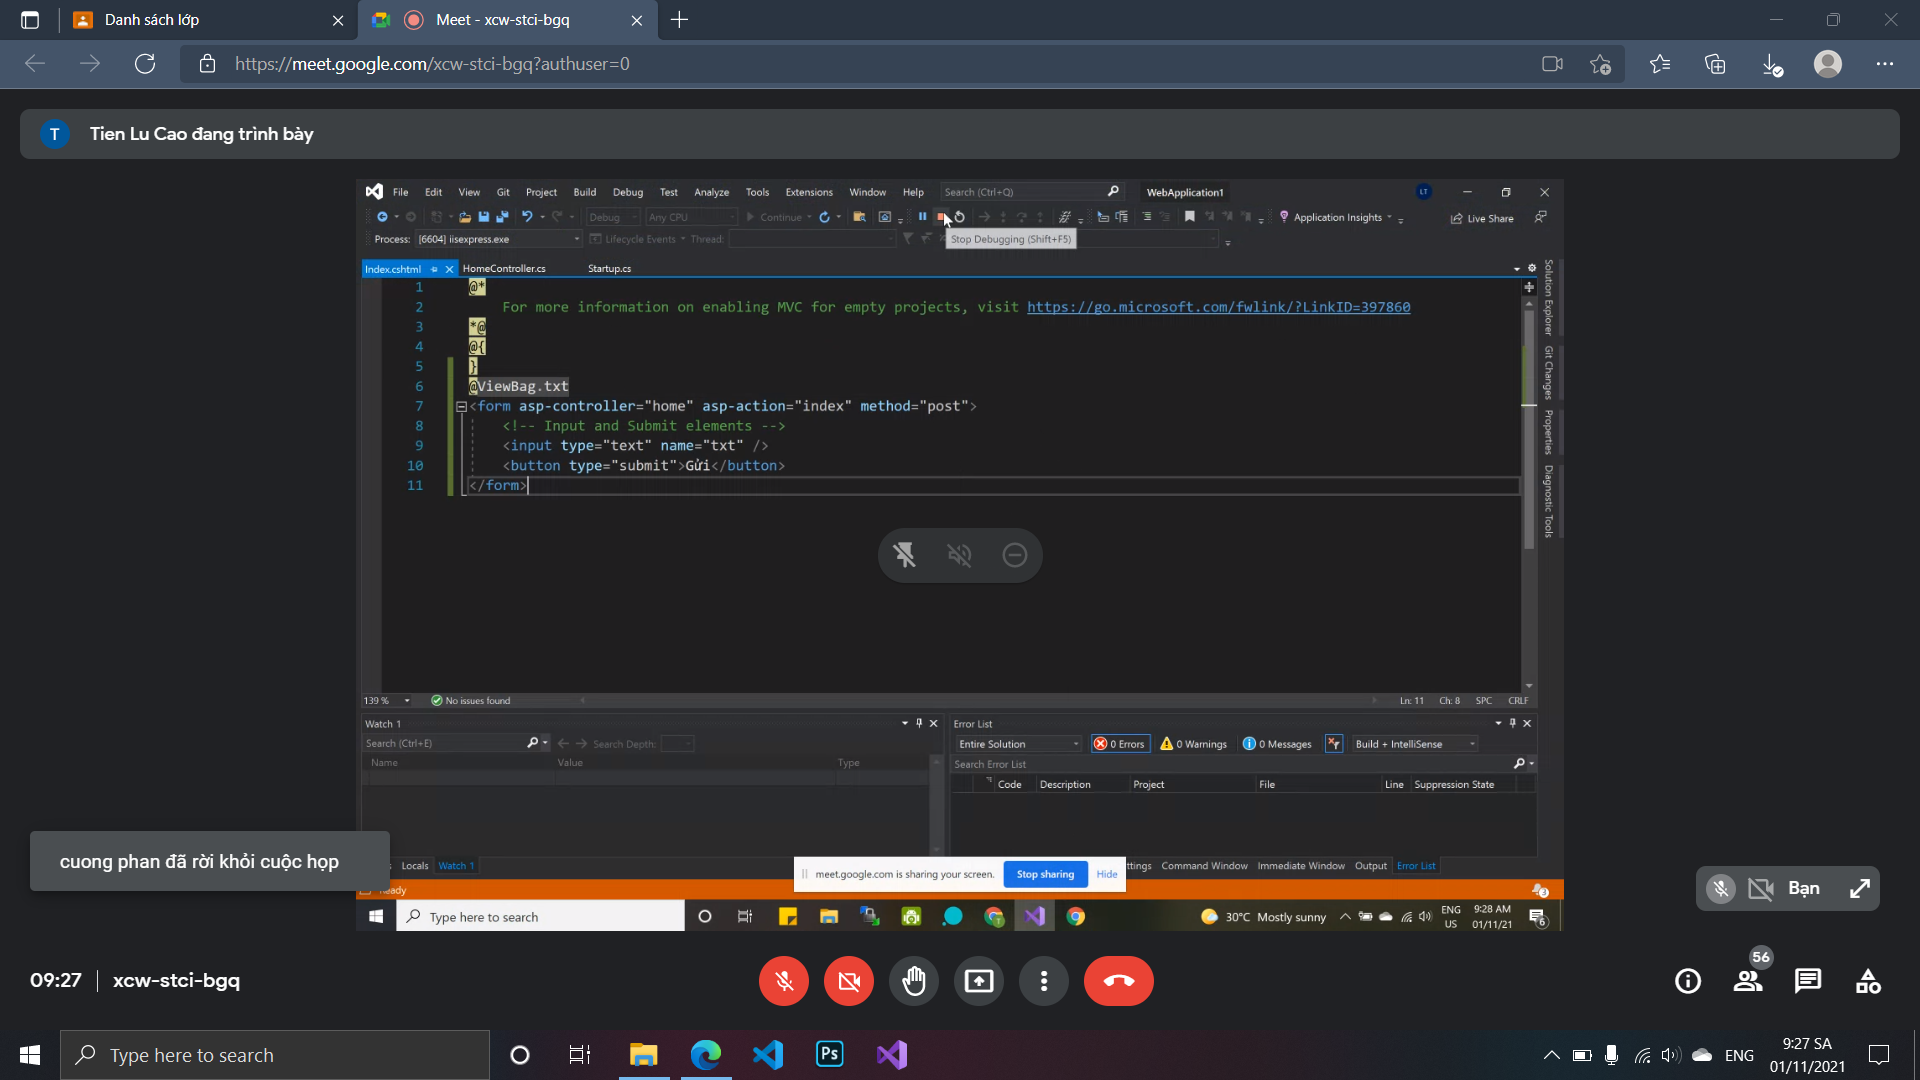 Danh sách lớp
Meet - xcw-stci-bgq
https://meet.google.com/xcw-stci-bgq?authuser=0
T
Tien Lu Cao đang trình bày
File Edit View Git Project Build Debug Test Analyze Tools Extensions Window Help Search (Ctrl+Q) WebApplication1 LT
Debug Any CPU Continue Application Insights Live Share
Process: [6604] iisexpress.exe Lifecycle Events Thread: Stop Debugging (Shift+F5)
Index.cshtml HomeController.cs Startup.cs
1 @*
2 For more information on enabling MVC for empty projects, visit https://go.microsoft.com/fwlink/?LinkID=397860
3 *@
4 @{
5 }
6 @ViewBag.txt
7 <form asp-controller="home" asp-action="index" method="post">
8 <!-- Input and Submit elements -->
9 <input type="text" name="txt" />
10 <button type="submit">Gửi</button>
11 </form>
Solution Explorer
Git Changes
Properties
Diagnostic Tools
139 % No issues found Ln: 11 Ch: 8 SPC CRLF
Watch 1
Search (Ctrl+E) Search Depth:
Name Value Type
Error List
Entire Solution 0 Errors 0 Warnings 0 Messages Build + IntelliSense
Search Error List
Code Description Project File Line Suppression State
cuong phan đã rời khỏi cuộc họp
Locals Watch 1
meet.google.com is sharing your screen. Stop sharing Hide
Command Window Immediate Window Output Error List
3
Type here to search
30°C Mostly sunny
ENG
US
9:28 AM
01/11/21
6
Bạn
09:27 xcw-stci-bgq
56
Type here to search
Ps
ENG
9:27 SA
01/11/2021